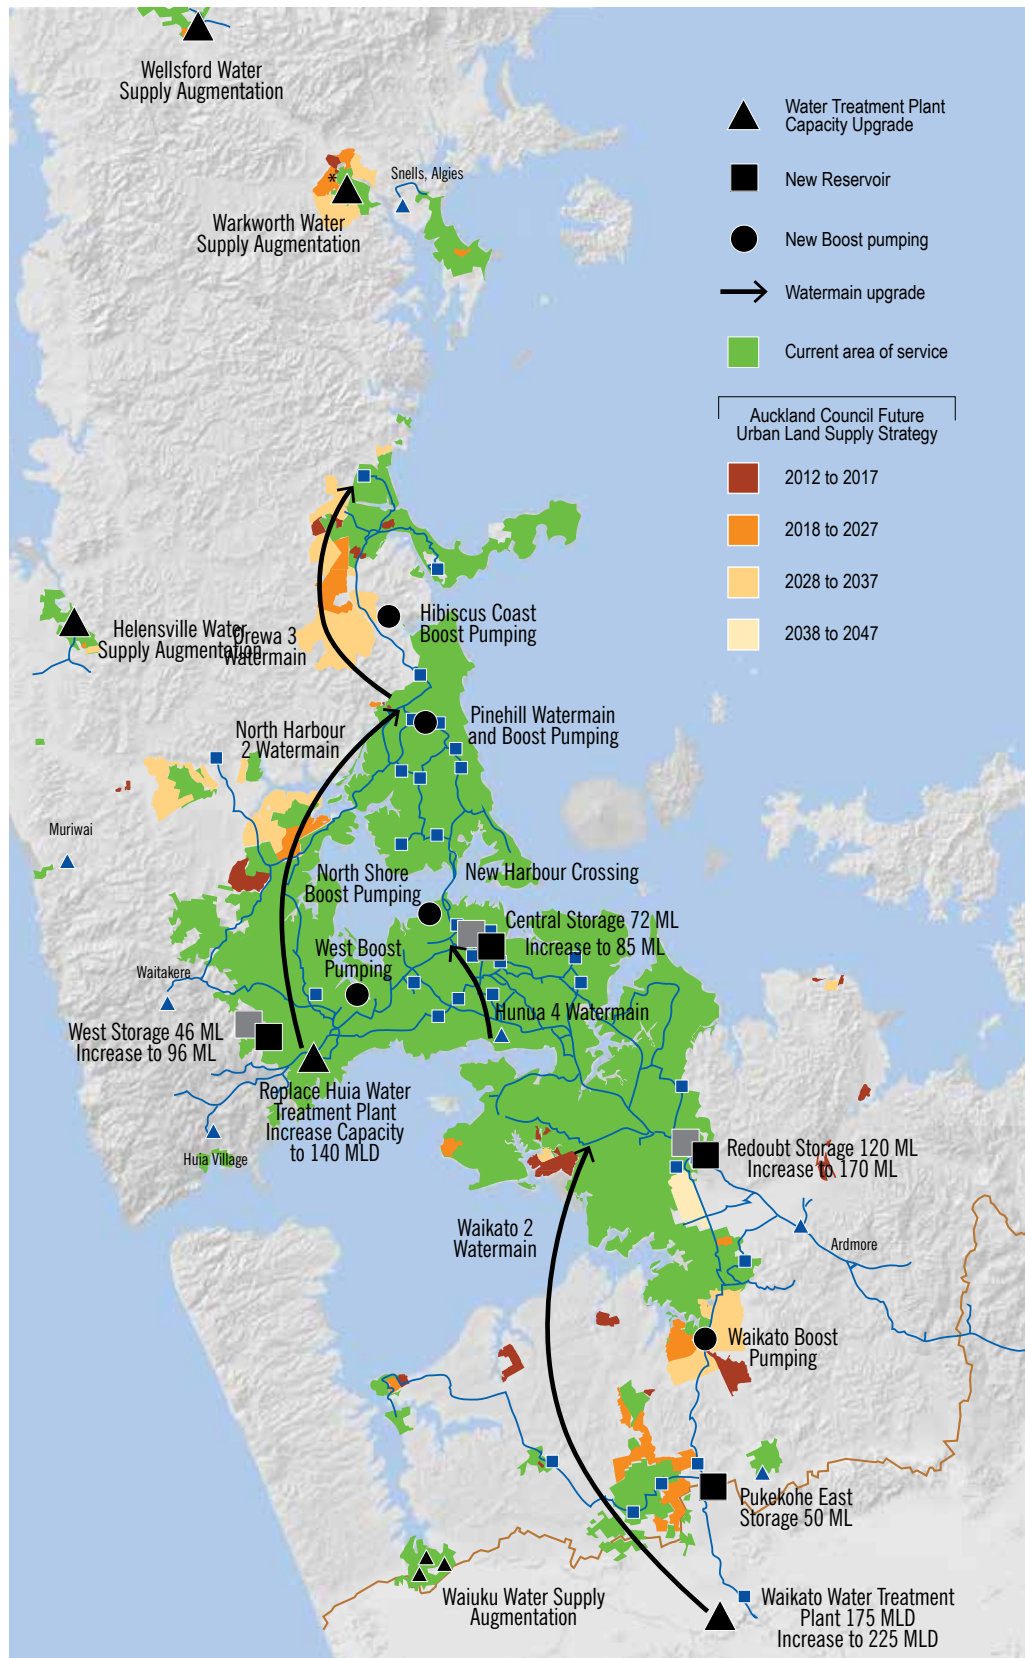 Wellsford Water
Supply Augmentation
Water Treatment Plant
Capacity Upgrade
New Reservoir
New Boost pumping
Watermain upgrade
Current area of service
Auckland Council Future
Urban Land Supply Strategy
2012 to 2017
2018 to 2027
2028 to 2037
2038 to 2047
*
Snells, Algies
Warkworth Water
Supply Augmentation
Hibiscus Coast
Boost Pumping
Helensville Water
Supply Augmentation
Orewa 3
Watermain
North Harbour
2 Watermain
Pinehill Watermain
and Boost Pumping
Muriwai
North Shore
Boost Pumping
New Harbour Crossing
Central Storage 72 ML
Increase to 85 ML
West Boost
Pumping
Waitakere
Hunua 4 Watermain
West Storage 46 ML
Increase to 96 ML
Replace Huia Water
Treatment Plant
Increase Capacity
to 140 MLD
Huia Village
Redoubt Storage 120 ML
Increase to 170 ML
Waikato 2
Watermain
Ardmore
Waikato Boost
Pumping
Pukekohe East
Storage 50 ML
Waiuku Water Supply
Augmentation
Waikato Water Treatment
Plant 175 MLD
Increase to 225 MLD